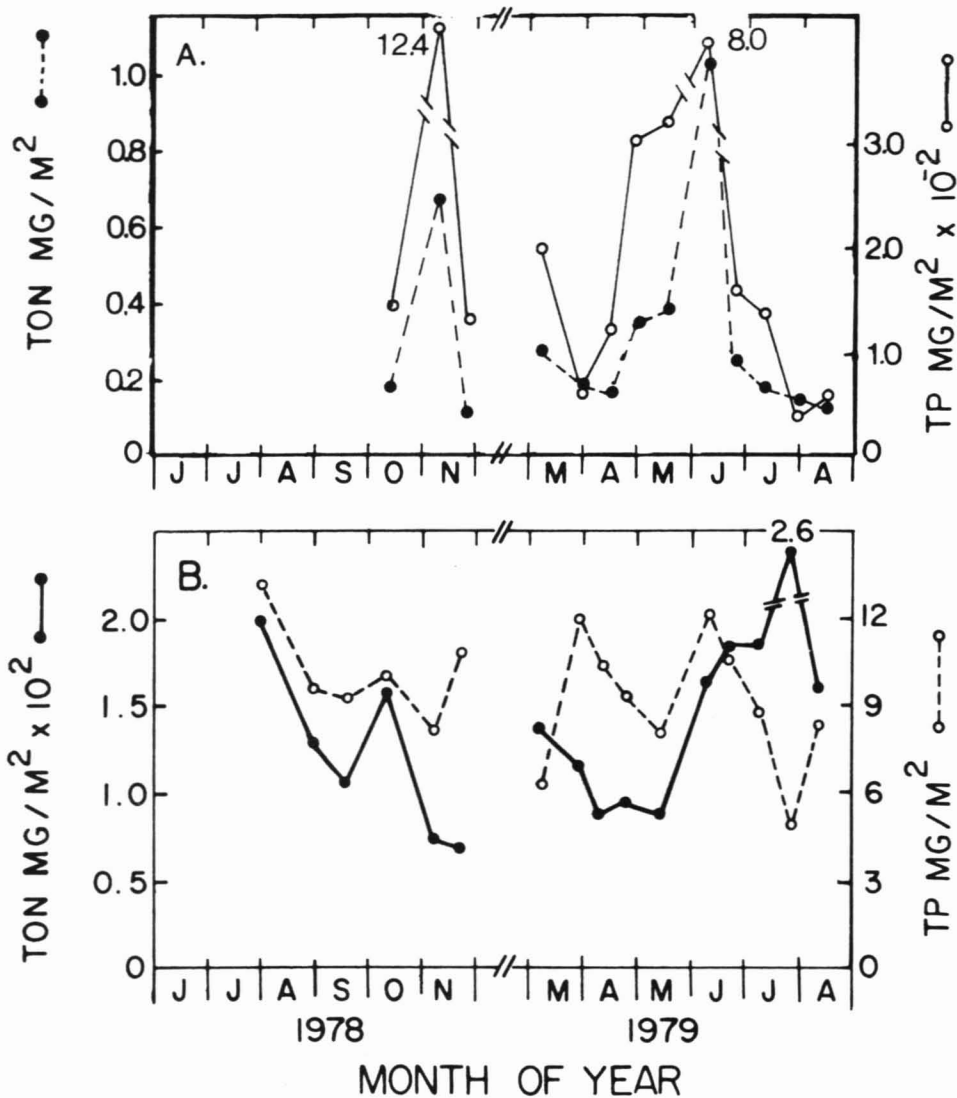 A.
12.4
8.0
TON MG/M2
1.0
0.8
0.6
0.4
0.2
0
3.0
2.0
1.0
0
TP MG/M2 x 10-2
J J A S O N M A M J J A
B.
2.6
TON MG/M2 x 102
2.0
1.5
1.0
0.5
0
12
9
6
3
0
TP MG/M2
J J A S O N M A M J J A
1978 1979
MONTH OF YEAR